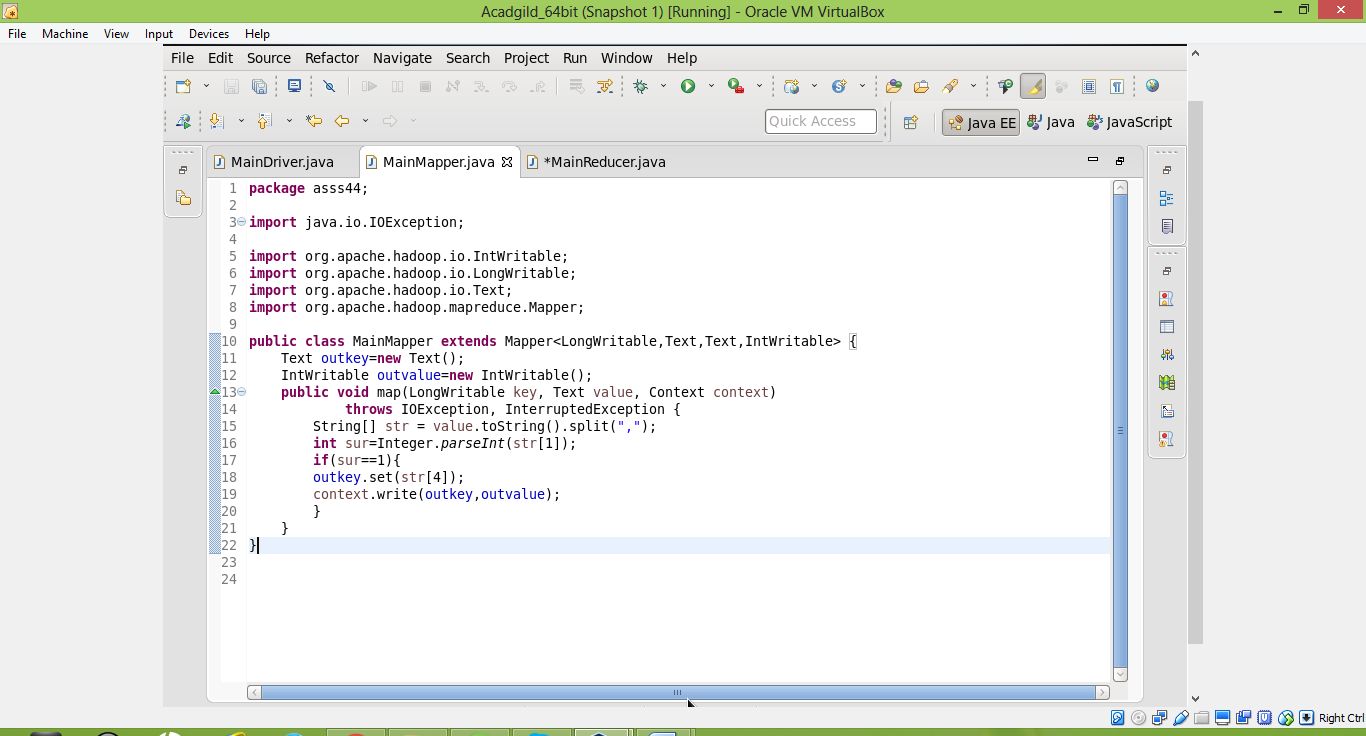 Acadgild_64bit (Snapshot 1) [Running] - Oracle VM VirtualBox
File Machine View Input Devices Help
File Edit Source Refactor Navigate Search Project Run Window Help
Quick Access
Java EE
Java
JavaScript
MainDriver.java
MainMapper.java
*MainReducer.java
1 package asss44;
2
3 import java.io.IOException;
4
5 import org.apache.hadoop.io.IntWritable;
6 import org.apache.hadoop.io.LongWritable;
7 import org.apache.hadoop.io.Text;
8 import org.apache.hadoop.mapreduce.Mapper;
9
10 public class MainMapper extends Mapper<LongWritable,Text,Text,IntWritable> {
11     Text outkey=new Text();
12     IntWritable outvalue=new IntWritable();
13     public void map(LongWritable key, Text value, Context context)
14             throws IOException, InterruptedException {
15         String[] str = value.toString().split(",");
16         int sur=Integer.parseInt(str[1]);
17         if(sur==1){
18         outkey.set(str[4]);
19         context.write(outkey,outvalue);
20         }
21     }
22 }
23
24
Right Ctrl